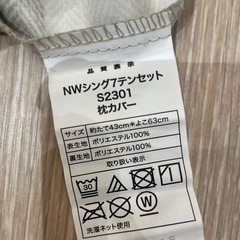 品質表示
NWシング7テンセット
S2301
枕カバー
サイズ:約たて43cm*よこ63cm
表生地:ポリエステル100%
裏生地:ポリエステル100%
取り扱い表示
30
W
洗濯ネット使用